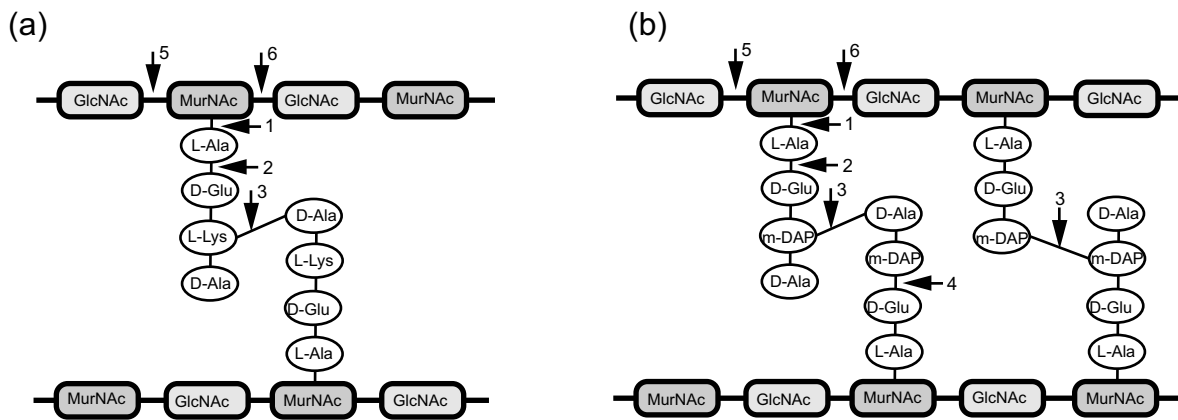 (a)
5
6
GlcNAc MurNAc GlcNAc MurNAc
1
L-Ala
2
D-Glu
3
D-Ala
L-Lys
L-Lys
D-Ala
D-Glu
L-Ala
MurNAc GlcNAc MurNAc GlcNAc
(b)
5
6
GlcNAc MurNAc GlcNAc MurNAc GlcNAc
1
L-Ala L-Ala
2
D-Glu D-Glu
3
3
D-Ala D-Ala
m-DAP m-DAP
m-DAP m-DAP
D-Ala
4
D-Glu D-Glu
L-Ala L-Ala
MurNAc GlcNAc MurNAc GlcNAc MurNAc